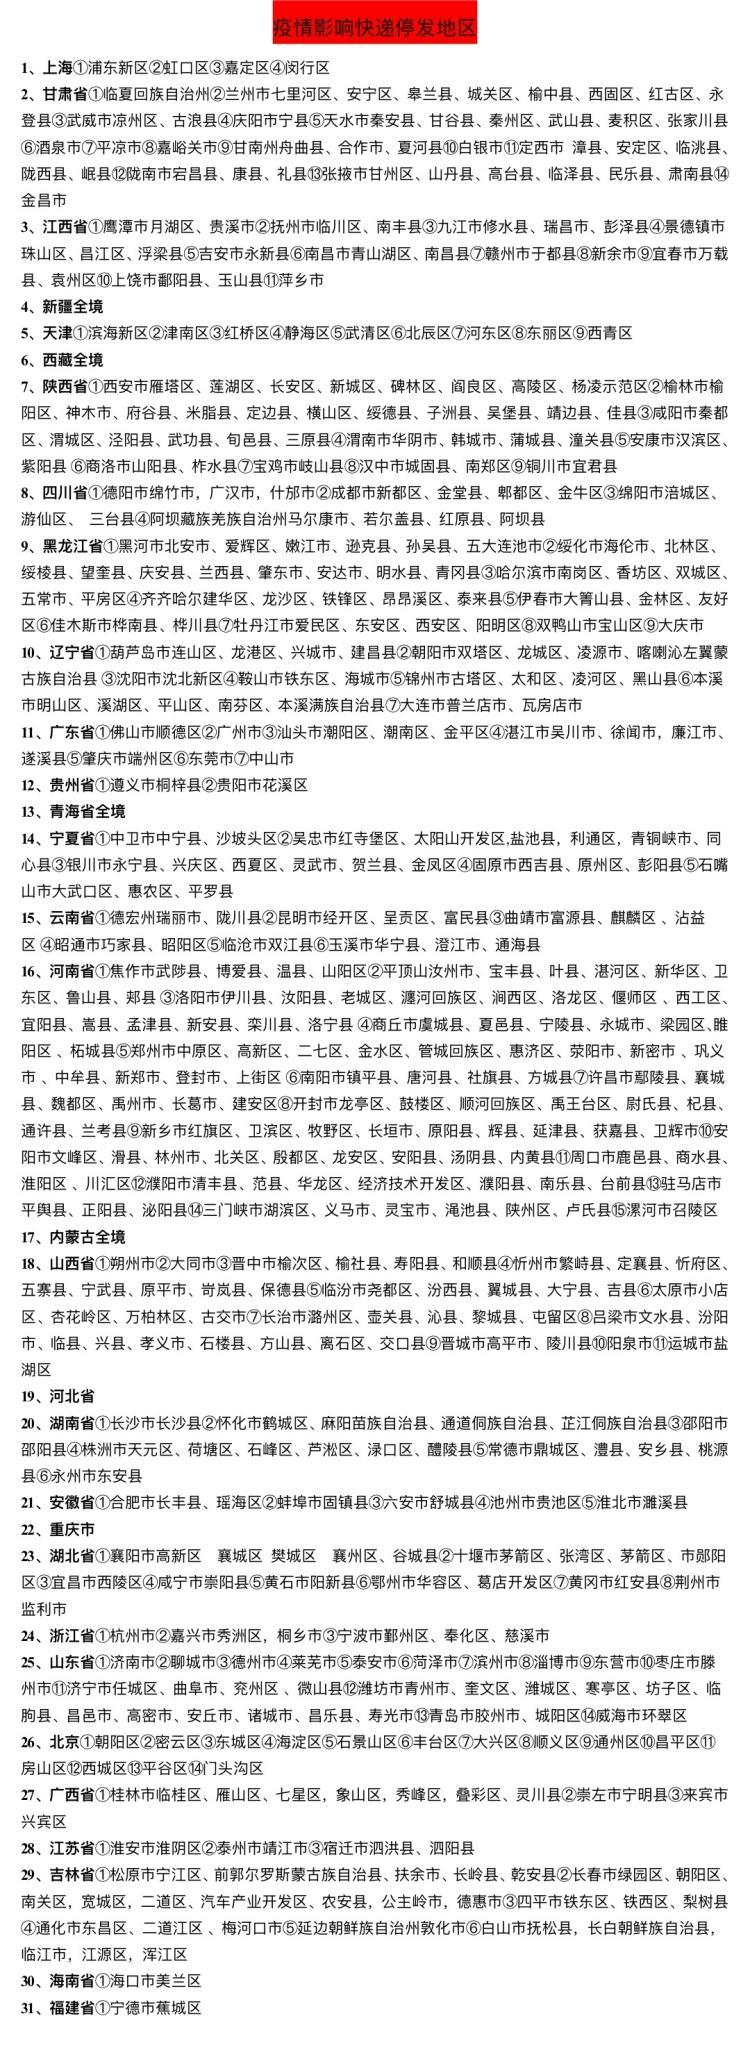 疫情影响快递停发地区
1、上海①浦东新区②虹口区③嘉定区④闵行区
2、甘肃省①临夏回族自治州②兰州市七里河区、安宁区、皋兰县、城关区、榆中县、西固区、红古区、永
登县③武威市凉州区、古浪县④庆阳市宁县⑤天水市秦安县、甘谷县、秦州区、武山县、麦积区、张家川县
⑥酒泉市⑦平凉市⑧嘉峪关市⑨甘南州舟曲县、合作市、夏河县⑩白银市⑪定西市 漳县、安定区、临洮县、
陇西县、岷县⑫陇南市宕昌县、康县、礼县⑬张掖市甘州区、山丹县、高台县、临泽县、民乐县、肃南县⑭
金昌市
3、江西省①鹰潭市月湖区、贵溪市②抚州市临川区、南丰县③九江市修水县、瑞昌市、彭泽县④景德镇市
珠山区、昌江区、浮梁县⑤吉安市永新县⑥南昌市青山湖区、南昌县⑦赣州市于都县⑧新余市⑨宜春市万载
县、袁州区⑩上饶市鄱阳县、玉山县⑪萍乡市
4、新疆全境
5、天津①滨海新区②津南区③红桥区④静海区⑤武清区⑥北辰区⑦河东区⑧东丽区⑨西青区
6、西藏全境
7、陕西省①西安市雁塔区、莲湖区、长安区、新城区、碑林区、阎良区、高陵区、杨凌示范区②榆林市榆
阳区、神木市、府谷县、米脂县、定边县、横山区、绥德县、子洲县、吴堡县、靖边县、佳县③咸阳市秦都
区、渭城区、泾阳县、武功县、旬邑县、三原县④渭南市华阴市、韩城市、蒲城县、潼关县⑤安康市汉滨区、
紫阳县 ⑥商洛市山阳县、柞水县⑦宝鸡市岐山县⑧汉中市城固县、南郑区⑨铜川市宜君县
8、四川省①德阳市绵竹市，广汉市，什邡市②成都市新都区、金堂县、郫都区、金牛区③绵阳市涪城区、
游仙区、 三台县④阿坝藏族羌族自治州马尔康市、若尔盖县、红原县、阿坝县
9、黑龙江省①黑河市北安市、爱辉区、嫩江市、逊克县、孙吴县、五大连池市②绥化市海伦市、北林区、
绥棱县、望奎县、庆安县、兰西县、肇东市、安达市、明水县、青冈县③哈尔滨市南岗区、香坊区、双城区、
五常市、平房区④齐齐哈尔建华区、龙沙区、铁锋区、昂昂溪区、泰来县⑤伊春市大箐山县、金林区、友好
区⑥佳木斯市桦南县、桦川县⑦牡丹江市爱民区、东安区、西安区、阳明区⑧双鸭山市宝山区⑨大庆市
10、辽宁省①葫芦岛市连山区、龙港区、兴城市、建昌县②朝阳市双塔区、龙城区、凌源市、喀喇沁左翼蒙
古族自治县 ③沈阳市沈北新区④鞍山市铁东区、海城市⑤锦州市古塔区、太和区、凌河区、黑山县⑥本溪
市明山区、溪湖区、平山区、南芬区、本溪满族自治县⑦大连市普兰店市、瓦房店市
11、广东省①佛山市顺德区②广州市③汕头市潮阳区、潮南区、金平区④湛江市吴川市、徐闻市，廉江市、
遂溪县⑤肇庆市端州区⑥东莞市⑦中山市
12、贵州省①遵义市桐梓县②贵阳市花溪区
13、青海省全境
14、宁夏省①中卫市中宁县、沙坡头区②吴忠市红寺堡区、太阳山开发区,盐池县，利通区，青铜峡市、同
心县③银川市永宁县、兴庆区、西夏区、灵武市、贺兰县、金凤区④固原市西吉县、原州区、彭阳县⑤石嘴
山市大武口区、惠农区、平罗县
15、云南省①德宏州瑞丽市、陇川县②昆明市经开区、呈贡区、富民县③曲靖市富源县、麒麟区 、沾益
区 ④昭通市巧家县、昭阳区⑤临沧市双江县⑥玉溪市华宁县、澄江市、通海县
16、河南省①焦作市武陟县、博爱县、温县、山阳区②平顶山汝州市、宝丰县、叶县、湛河区、新华区、卫
东区、鲁山县、郏县 ③洛阳市伊川县、汝阳县、老城区、瀍河回族区、涧西区、洛龙区、偃师区 、西工区、
宜阳县、嵩县、孟津县、新安县、栾川县、洛宁县 ④商丘市虞城县、夏邑县、宁陵县、永城市、梁园区、睢
阳区 、柘城县⑤郑州市中原区、高新区、二七区、金水区、管城回族区、惠济区、荥阳市、新密市 、巩义
市 、中牟县、新郑市、登封市、上街区 ⑥南阳市镇平县、唐河县、社旗县、方城县⑦许昌市鄢陵县、襄城
县、魏都区、禹州市、长葛市、建安区⑧开封市龙亭区、鼓楼区、顺河回族区、禹王台区、尉氏县、杞县、
通许县、兰考县⑨新乡市红旗区、卫滨区、牧野区、长垣市、原阳县、辉县、延津县、获嘉县、卫辉市⑩安
阳市文峰区、滑县、林州市、北关区、殷都区、龙安区、安阳县、汤阴县、内黄县⑪周口市鹿邑县、商水县、
淮阳区 、川汇区⑫濮阳市清丰县、范县、华龙区、经济技术开发区、濮阳县、南乐县、台前县⑬驻马店市
平舆县、正阳县、泌阳县⑭三门峡市湖滨区、义马市、灵宝市、渑池县、陕州区、卢氏县⑮漯河市召陵区
17、内蒙古全境
18、山西省①朔州市②大同市③晋中市榆次区、榆社县、寿阳县、和顺县④忻州市繁峙县、定襄县、忻府区、
五寨县、宁武县、原平市、岢岚县、保德县⑤临汾市尧都区、汾西县、翼城县、大宁县、吉县⑥太原市小店
区、杏花岭区、万柏林区、古交市⑦长治市潞州区、壶关县、沁县、黎城县、屯留区⑧吕梁市文水县、汾阳
市、临县、兴县、孝义市、石楼县、方山县、离石区、交口县⑨晋城市高平市、陵川县⑩阳泉市⑪运城市盐
湖区
19、河北省
20、湖南省①长沙市长沙县②怀化市鹤城区、麻阳苗族自治县、通道侗族自治县、芷江侗族自治县③邵阳市
邵阳县④株洲市天元区、荷塘区、石峰区、芦淞区、渌口区、醴陵县⑤常德市鼎城区、澧县、安乡县、桃源
县⑥永州市东安县
21、安徽省①合肥市长丰县、瑶海区②蚌埠市固镇县③六安市舒城县④池州市贵池区⑤淮北市濉溪县
22、重庆市
23、湖北省①襄阳市高新区 襄城区 樊城区 襄州区、谷城县②十堰市茅箭区、张湾区、茅箭区、市郧阳
区③宜昌市西陵区④咸宁市崇阳县⑤黄石市阳新县⑥鄂州市华容区、葛店开发区⑦黄冈市红安县⑧荆州市
监利市
24、浙江省①杭州市②嘉兴市秀洲区，桐乡市③宁波市鄞州区、奉化区、慈溪市
25、山东省①济南市②聊城市③德州市④莱芜市⑤泰安市⑥菏泽市⑦滨州市⑧淄博市⑨东营市⑩枣庄市滕
州市⑪济宁市任城区、曲阜市、兖州区 、微山县⑫潍坊市青州市、奎文区、潍城区、寒亭区、坊子区、临
朐县、昌邑市、高密市、安丘市、诸城市、昌乐县、寿光市⑬青岛市胶州市、城阳区⑭威海市环翠区
26、北京①朝阳区②密云区③东城区④海淀区⑤石景山区⑥丰台区⑦大兴区⑧顺义区⑨通州区⑩昌平区⑪
房山区⑫西城区⑬平谷区⑭门头沟区
27、广西省①桂林市临桂区、雁山区、七星区，象山区，秀峰区，叠彩区、灵川县②崇左市宁明县③来宾市
兴宾区
28、江苏省①淮安市淮阴区②泰州市靖江市③宿迁市泗洪县、泗阳县
29、吉林省①松原市宁江区、前郭尔罗斯蒙古族自治县、扶余市、长岭县、乾安县②长春市绿园区、朝阳区、
南关区，宽城区，二道区、汽车产业开发区、农安县，公主岭市，德惠市③四平市铁东区、铁西区、梨树县
④通化市东昌区、二道江区 、梅河口市⑤延边朝鲜族自治州敦化市⑥白山市抚松县，长白朝鲜族自治县，
临江市，江源区，浑江区
30、海南省①海口市美兰区
31、福建省①宁德市蕉城区